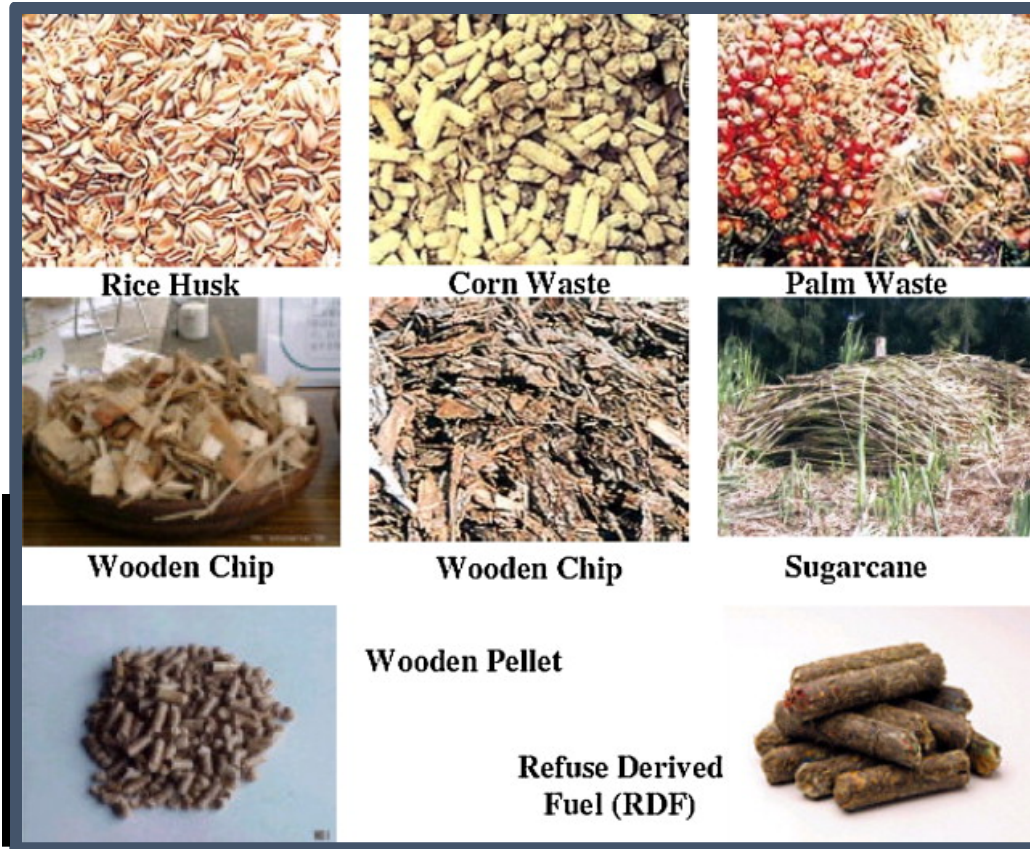 Rice Husk
Corn Waste
Palm Waste
Wooden Chip
Wooden Chip
Sugarcane
Wooden Pellet
Refuse Derived
Fuel (RDF)